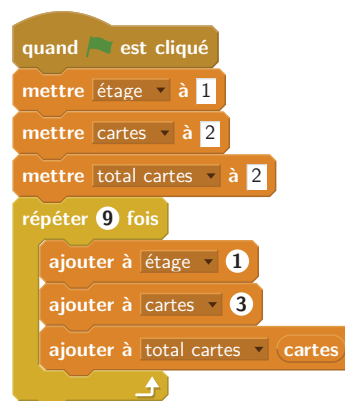 quand est cliqué
mettre étage à 1
mettre cartes à 2
mettre total cartes à 2
répéter 9 fois
ajouter à étage 1
ajouter à cartes 3
ajouter à total cartes cartes